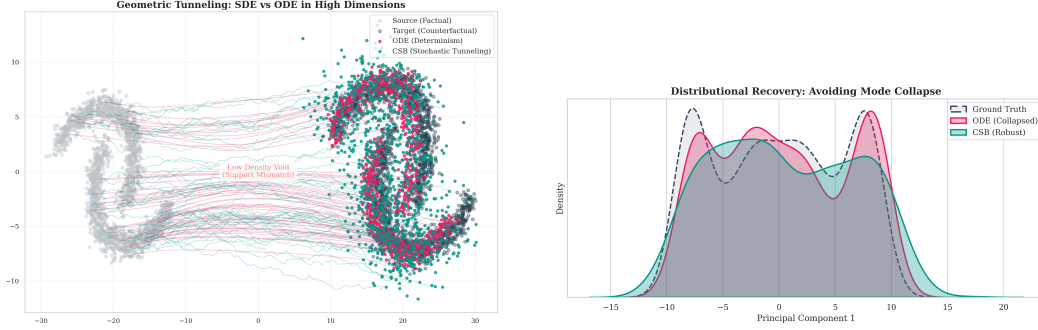 Geometric Tunneling: SDE vs ODE in High Dimensions
Source (Factual)
Target (Counterfactual)
ODE (Determinism)
CSB (Stochastic Tunneling)
10
5
0
−5
−10
Low Density Void
(Support Mismatch)
−30
−20
−10
0
10
20
30
Distributional Recovery: Avoiding Mode Collapse
Ground Truth
ODE (Collapsed)
CSB (Robust)
Density
−15
−10
−5
0
5
10
15
20
Principal Component 1